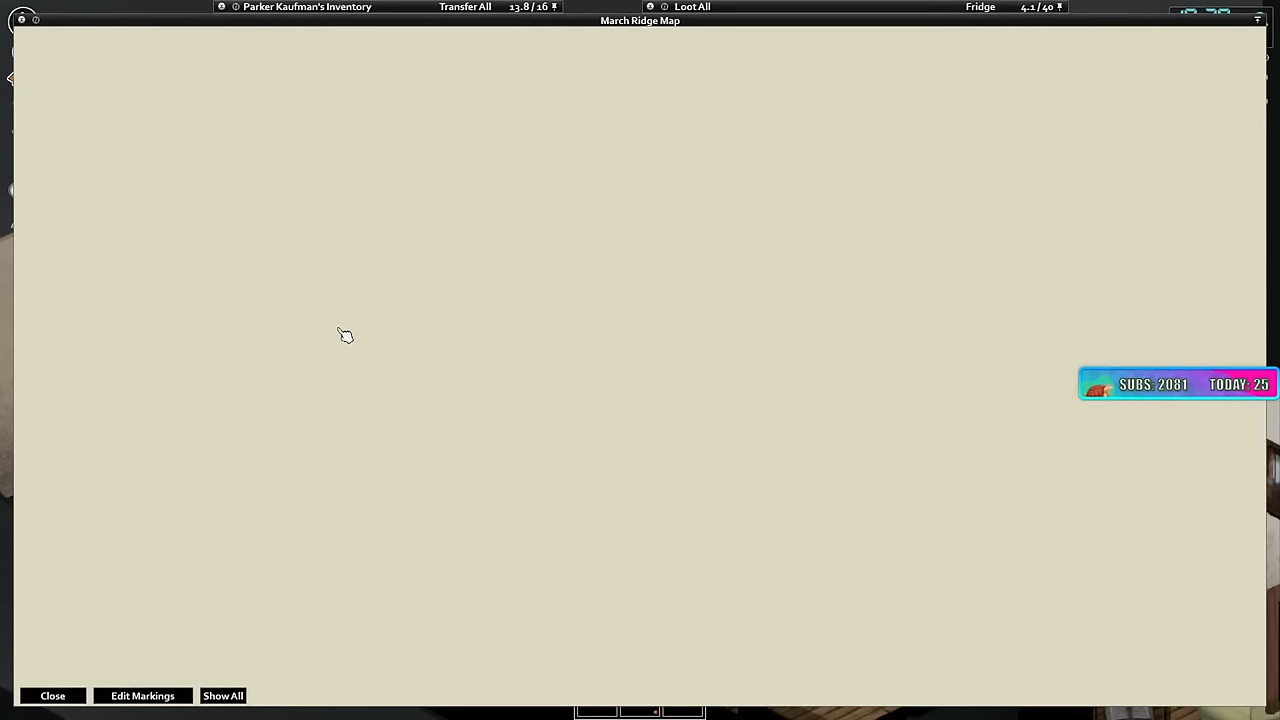 Parker Kaufman's Inventory Transfer All 13.8 / 16 Loot All Fridge 4.1 / 40
March Ridge Map
SUBS: 2081 TODAY: 25
Close Edit Markings Show All